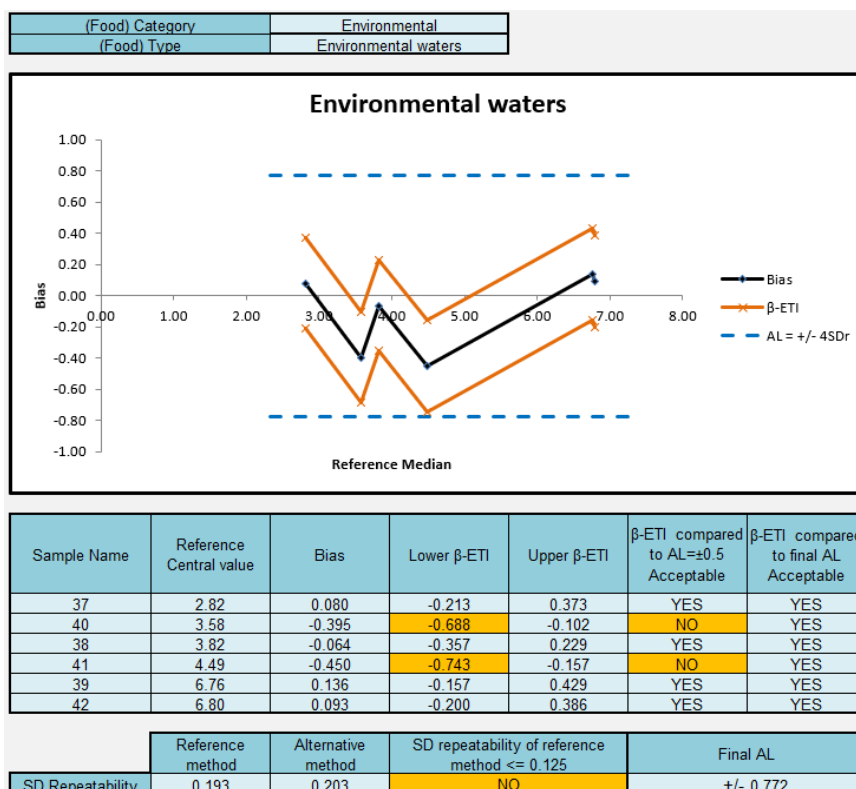 (Food) Category Environmental
(Food) Type Environmental waters
Environmental waters
1.00
0.80
0.60
0.40
0.20
0.00
-0.20
-0.40
-0.60
-0.80
-1.00
0.00 1.00 2.00 3.00 4.00 5.00 6.00 7.00 8.00
Bias
Reference Median
Bias
β-ETI
AL = +/- 4SDr
Sample Name Reference Central value Bias Lower β-ETI Upper β-ETI β-ETI compared to AL=±0.5 Acceptable β-ETI compared to final AL Acceptable
37 2.82 0.080 -0.213 0.373 YES YES
40 3.58 -0.395 -0.688 -0.102 NO YES
38 3.82 -0.064 -0.357 0.229 YES YES
41 4.49 -0.450 -0.743 -0.157 NO YES
39 6.76 0.136 -0.157 0.429 YES YES
42 6.80 0.093 -0.200 0.386 YES YES
Reference method Alternative method SD repeatability of reference method <= 0.125 Final AL
SD Repeatability 0.193 0.203 NO +/- 0.772